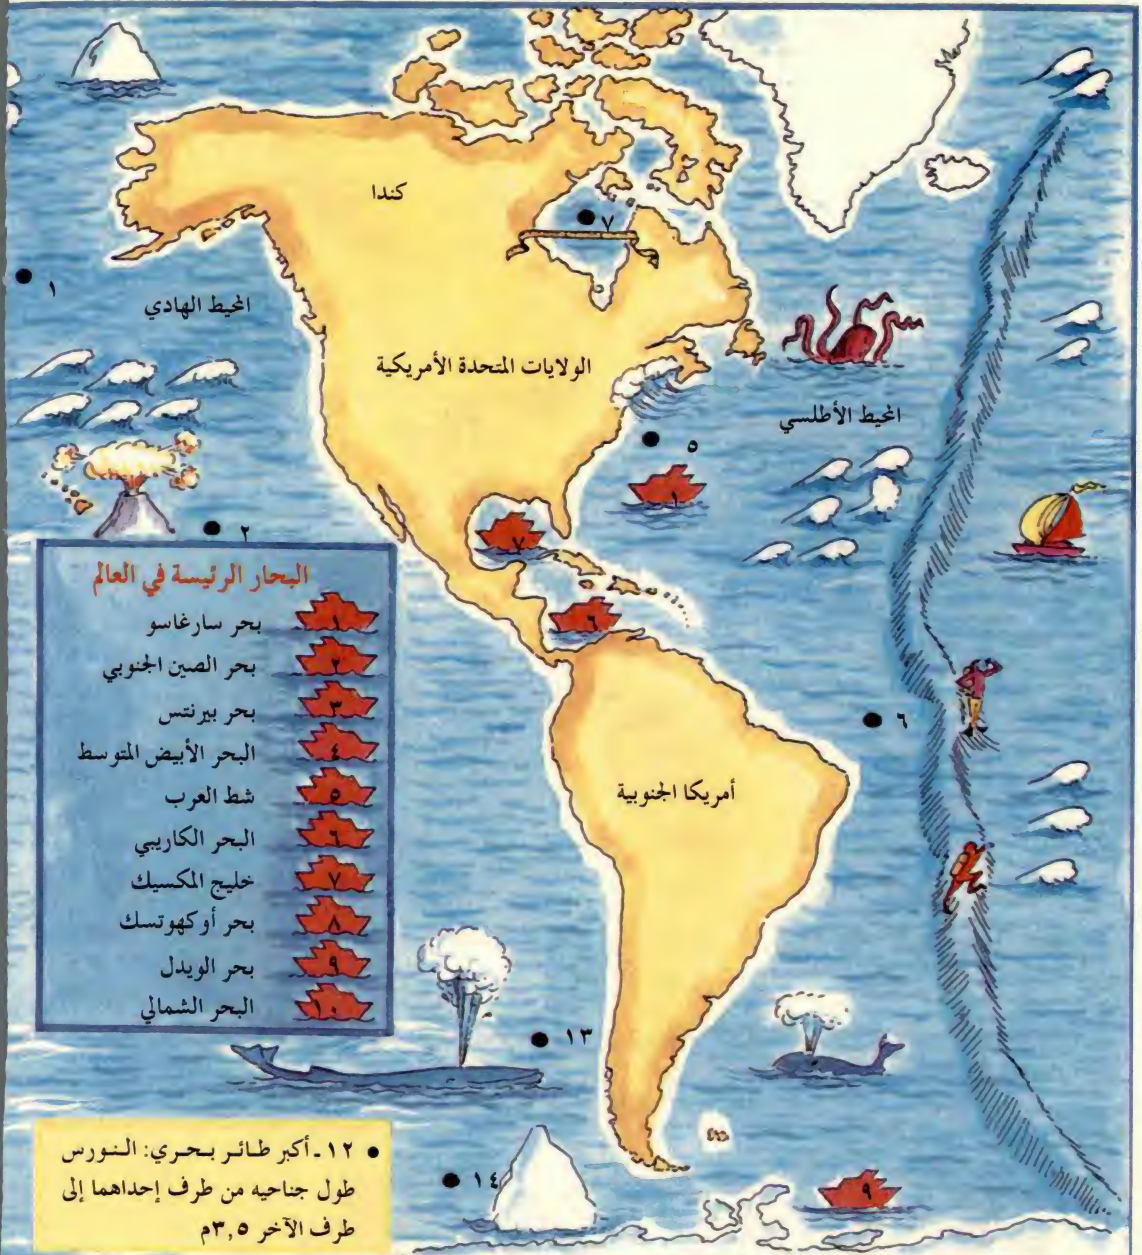 كندا
٧
١
المحيط الهادي
الولايات المتحدة الأمريكية
المحيط الأطلسي
٥
١
٢
٧
٦
البحار الرئيسة في العالم
١ بحر سارغاسو
٢ بحر الصين الجنوبي
٣ بحر بيرنتس
٤ البحر الأبيض المتوسط
٥ شط العرب
٦ البحر الكاريبي
٧ خليج المكسيك
٨ بحر أوكهوتسك
٩ بحر الويدل
١٠ البحر الشمالي
٦
أمريكا الجنوبية
١٣
١٤
٩
• ١٢ - أكبر طائر بحري: النورس
طول جناحيه من طرف إحداهما إلى
طرف الآخر ٣,٥م